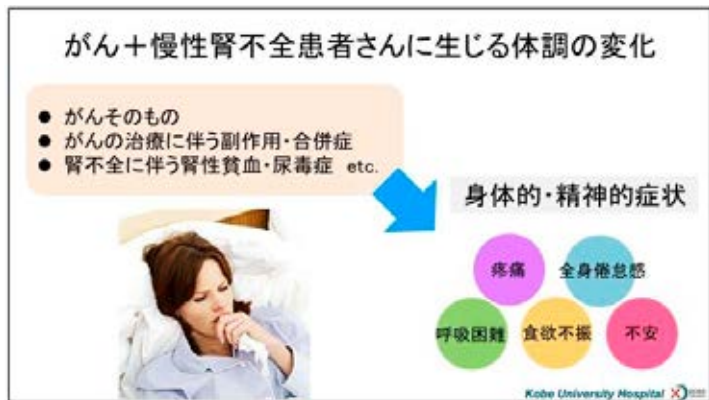 がん＋慢性腎不全患者さんに生じる体調の変化
● がんそのもの
● がんの治療に伴う副作用・合併症
● 腎不全に伴う腎性貧血・尿毒症 etc.
身体的・精神的症状
疼痛
全身倦怠感
呼吸困難
食欲不振
不安
Kobe University Hospital